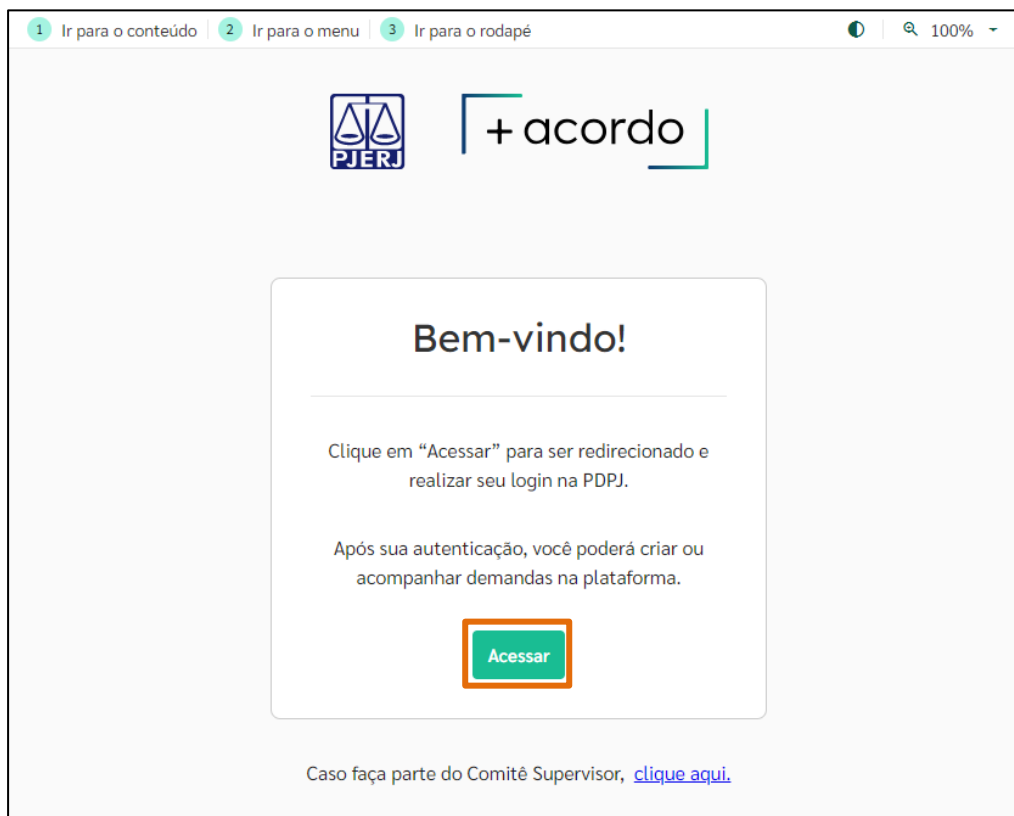 1 Ir para o conteúdo 2 Ir para o menu 3 Ir para o rodapé 100%
PJERJ
+ acordo
Bem-vindo!
Clique em “Acessar” para ser redirecionado e
realizar seu login na PDPJ.
Após sua autenticação, você poderá criar ou
acompanhar demandas na plataforma.
Acessar
Caso faça parte do Comitê Supervisor, clique aqui.